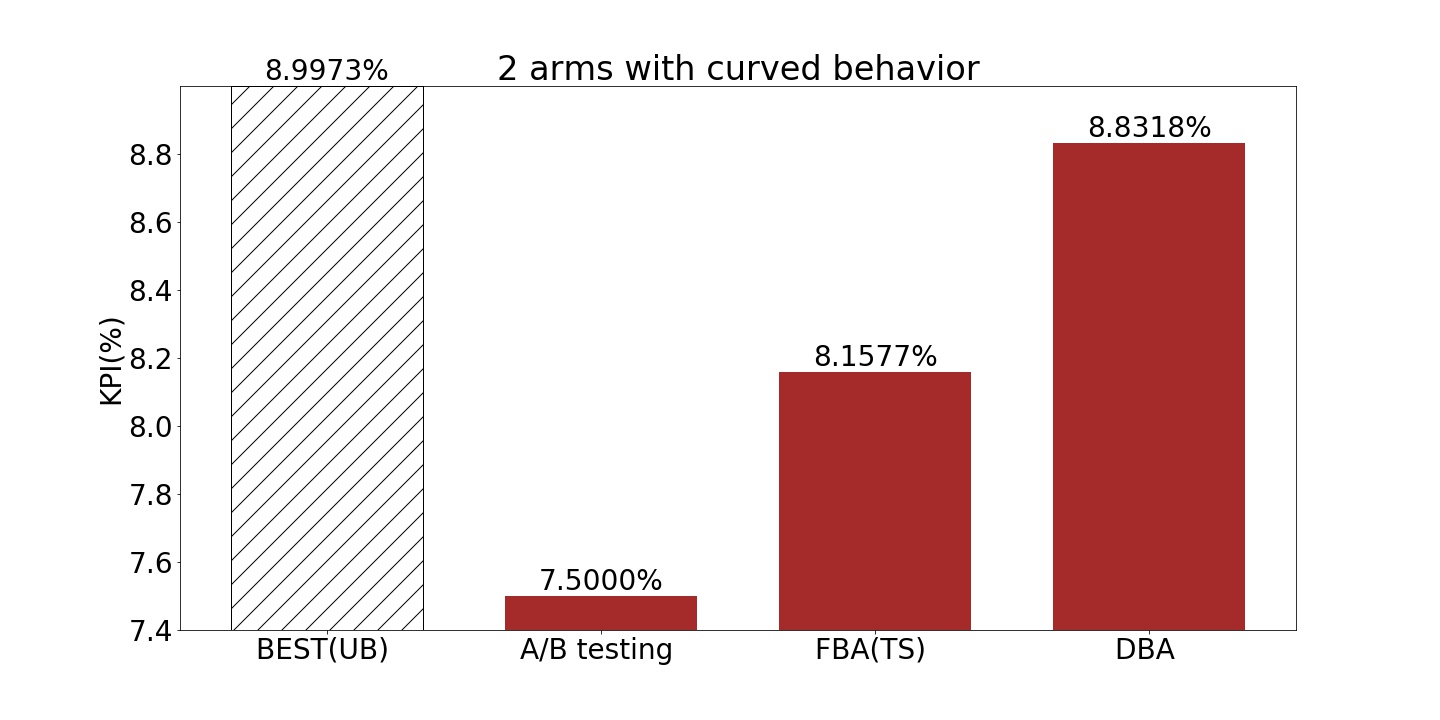 2 arms with curved behavior
8.9973%
8.8318%
8.1577%
7.5000%
KPI(%)
8.8
8.6
8.4
8.2
8.0
7.8
7.6
7.4
BEST(UB)
A/B testing
FBA(TS)
DBA